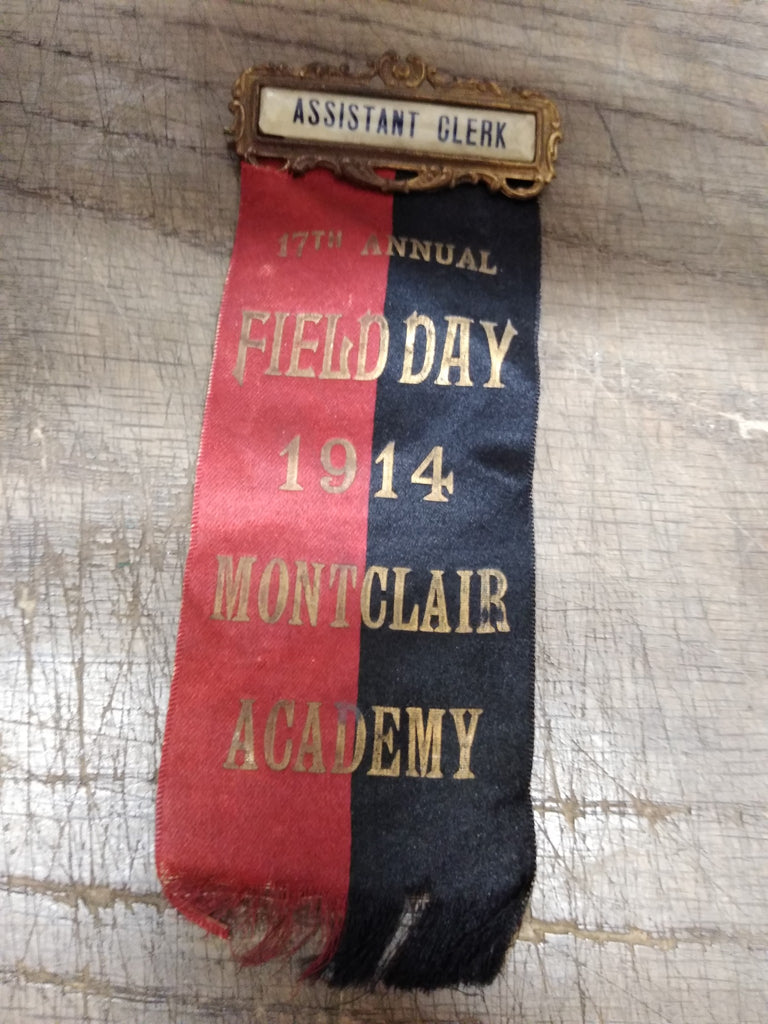 ASSISTANT CLERK
17TH ANNUAL
FIELD DAY
1914
MONTCLAIR
ACADEMY